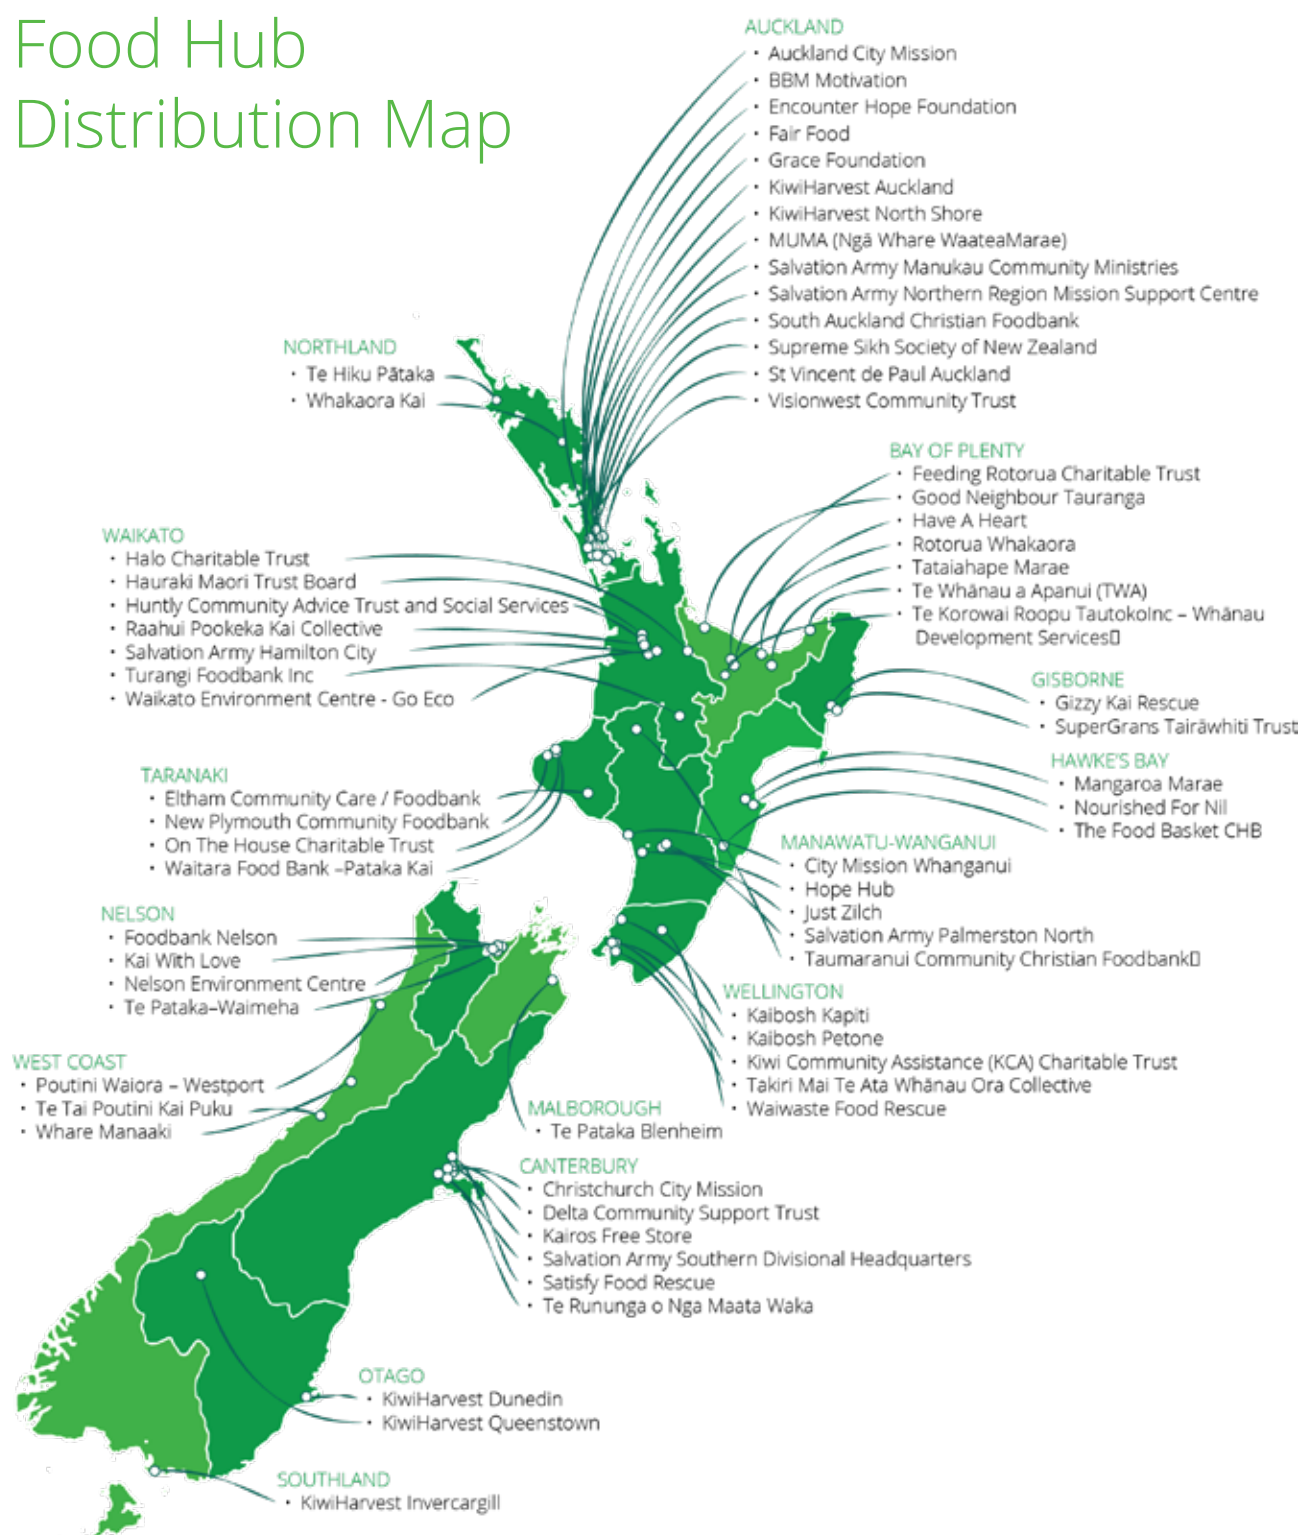 Food Hub
Distribution Map
AUCKLAND
• Auckland City Mission
• BBM Motivation
• Encounter Hope Foundation
• Fair Food
• Grace Foundation
• KiwiHarvest Auckland
• KiwiHarvest North Shore
• MUMA (Ngā Whare WaateaMarae)
• Salvation Army Manukau Community Ministries
• Salvation Army Northern Region Mission Support Centre
• South Auckland Christian Foodbank
• Supreme Sikh Society of New Zealand
• St Vincent de Paul Auckland
• Visionwest Community Trust
NORTHLAND
• Te Hiku Pātaka
• Whakaora Kai
BAY OF PLENTY
• Feeding Rotorua Charitable Trust
• Good Neighbour Tauranga
• Have A Heart
• Rotorua Whakaora
• Tataiahape Marae
• Te Whānau a Apanui (TWA)
• Te Korowai Roopu TautokoInc – Whānau
Development Services▯
WAIKATO
• Halo Charitable Trust
• Hauraki Maori Trust Board
• Huntly Community Advice Trust and Social Services
• Raahui Pookeka Kai Collective
• Salvation Army Hamilton City
• Turangi Foodbank Inc
• Waikato Environment Centre - Go Eco
GISBORNE
• Gizzy Kai Rescue
• SuperGrans Tairāwhiti Trust
HAWKE'S BAY
• Mangaroa Marae
• Nourished For Nil
• The Food Basket CHB
TARANAKI
• Eltham Community Care / Foodbank
• New Plymouth Community Foodbank
• On The House Charitable Trust
• Waitara Food Bank –Pataka Kai
MANAWATU-WANGANUI
• City Mission Whanganui
• Hope Hub
• Just Zilch
• Salvation Army Palmerston North
• Taumaranui Community Christian Foodbank▯
NELSON
• Foodbank Nelson
• Kai With Love
• Nelson Environment Centre
• Te Pataka–Waimeha
WELLINGTON
• Kaibosh Kapiti
• Kaibosh Petone
• Kiwi Community Assistance (KCA) Charitable Trust
• Takiri Mai Te Ata Whānau Ora Collective
• Waiwaste Food Rescue
WEST COAST
• Poutini Waiora – Westport
• Te Tai Poutini Kai Puku
• Whare Manaaki
MALBOROUGH
• Te Pataka Blenheim
CANTERBURY
• Christchurch City Mission
• Delta Community Support Trust
• Kairos Free Store
• Salvation Army Southern Divisional Headquarters
• Satisfy Food Rescue
• Te Rununga o Nga Maata Waka
OTAGO
• KiwiHarvest Dunedin
• KiwiHarvest Queenstown
SOUTHLAND
• KiwiHarvest Invercargill